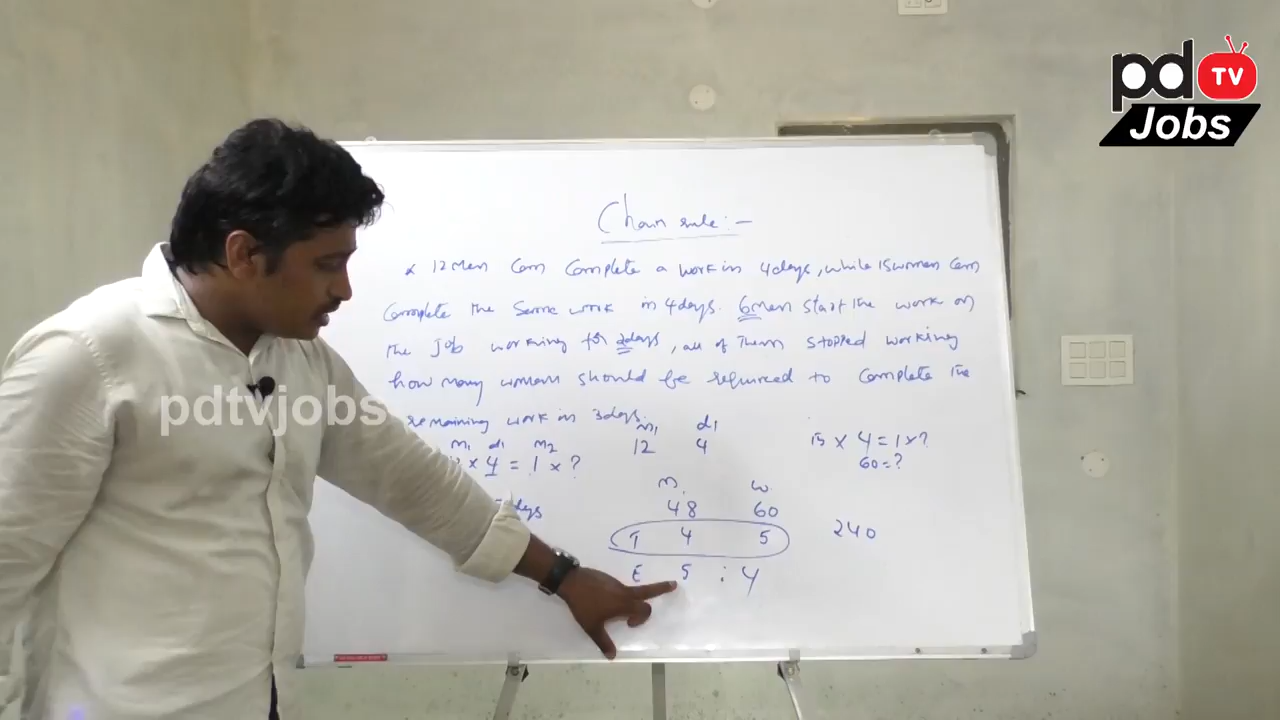 pd TV
Jobs
Chain rule :-
x 12 Men Can Complete a work in 4 days, while 15 women Can
Complete the Same work in 4 days. 6 Men start the work on
the Job working for 2 days, all of Them stopped working
how many women should be required to Complete the
remaining work in 3 days.
pdtvjobs
M1 d1 M2
x 4 = 1 x ?
days
M1 d1
12 4
15 x 4 = 1 x ?
60 = ?
M W
48 60
T 4 5
240
E 5 : 4